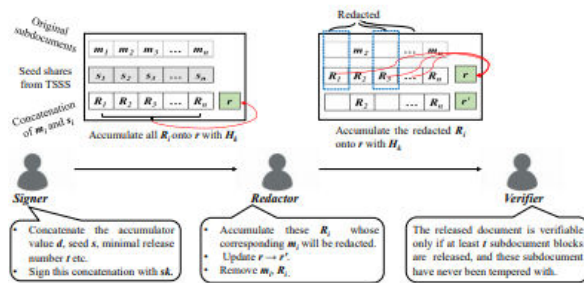 Original subdocuments
m1 m2 m3 ... mn
Seed shares from TSSS
s1 s2 s3 ... sn
Concatenation of mi and si
R1 R2 R3 ... Rn r
Accumulate all Ri onto r with Hk
Redacted
m2 ... mn
R1 R2 R3 ... Rn r
R2 ... Rn r'
Accumulate the redacted Ri
onto r with Hk
Signer
Redactor
Verifier
• Concatenate the accumulator
value d, seed s, minimal release
number t etc.
• Sign this concatenation with sk.
• Accumulate these Ri whose
corresponding mi will be redacted.
• Update r → r'.
• Remove mi, Ri.
The released document is verifiable
only if at least t subdocument blocks
are released, and these subdocument
have never been tempered with.